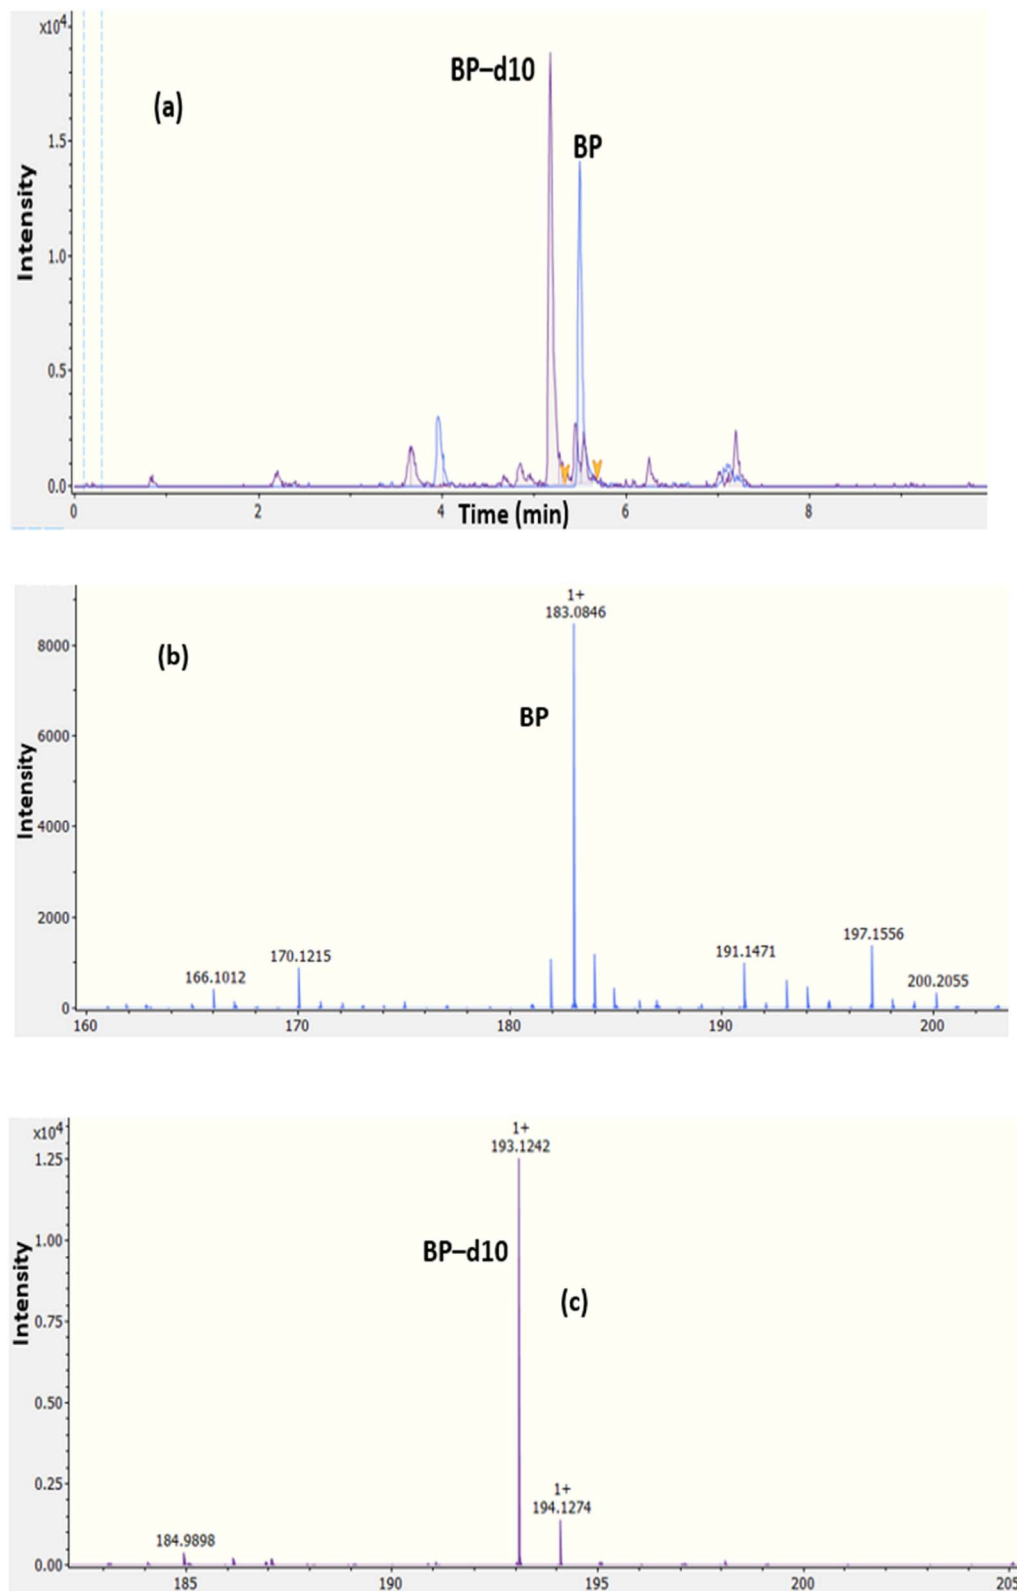 x10⁴
BP–d10
(a)
BP
1.5
1.0
0.5
0.0
Intensity
0 2 4 6 8
Time (min)
1+
183.0846
(b)
8000
BP
6000
4000
2000
197.1556
191.1471
170.1215
166.1012
200.2055
0
Intensity
160 170 180 190 200
x10⁴
1+
193.1242
1.25
BP–d10
1.00
(c)
0.75
0.50
0.25
1+
194.1274
184.9898
0.00
Intensity
185 190 195 200 205